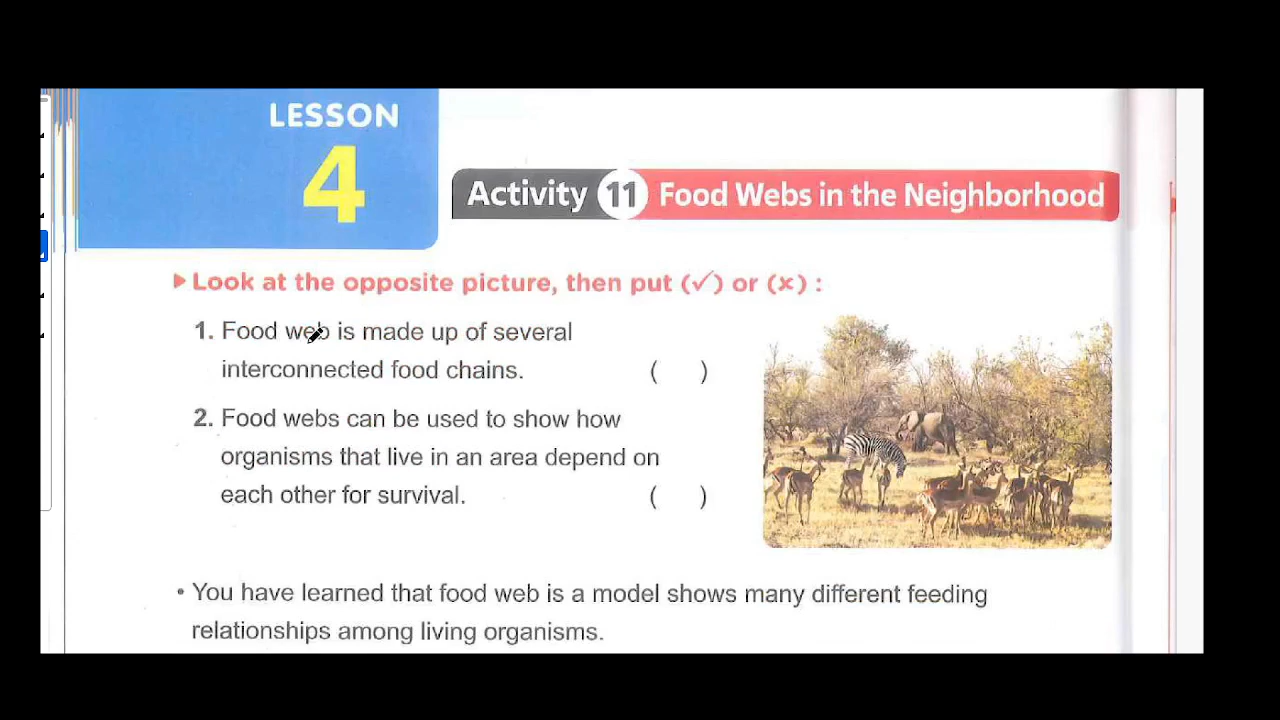 LESSON
4
Activity 11 Food Webs in the Neighborhood
▶ Look at the opposite picture, then put (✓) or (×) :
1. Food web is made up of several
interconnected food chains. ( )
2. Food webs can be used to show how
organisms that live in an area depend on
each other for survival. ( )
• You have learned that food web is a model shows many different feeding
relationships among living organisms.